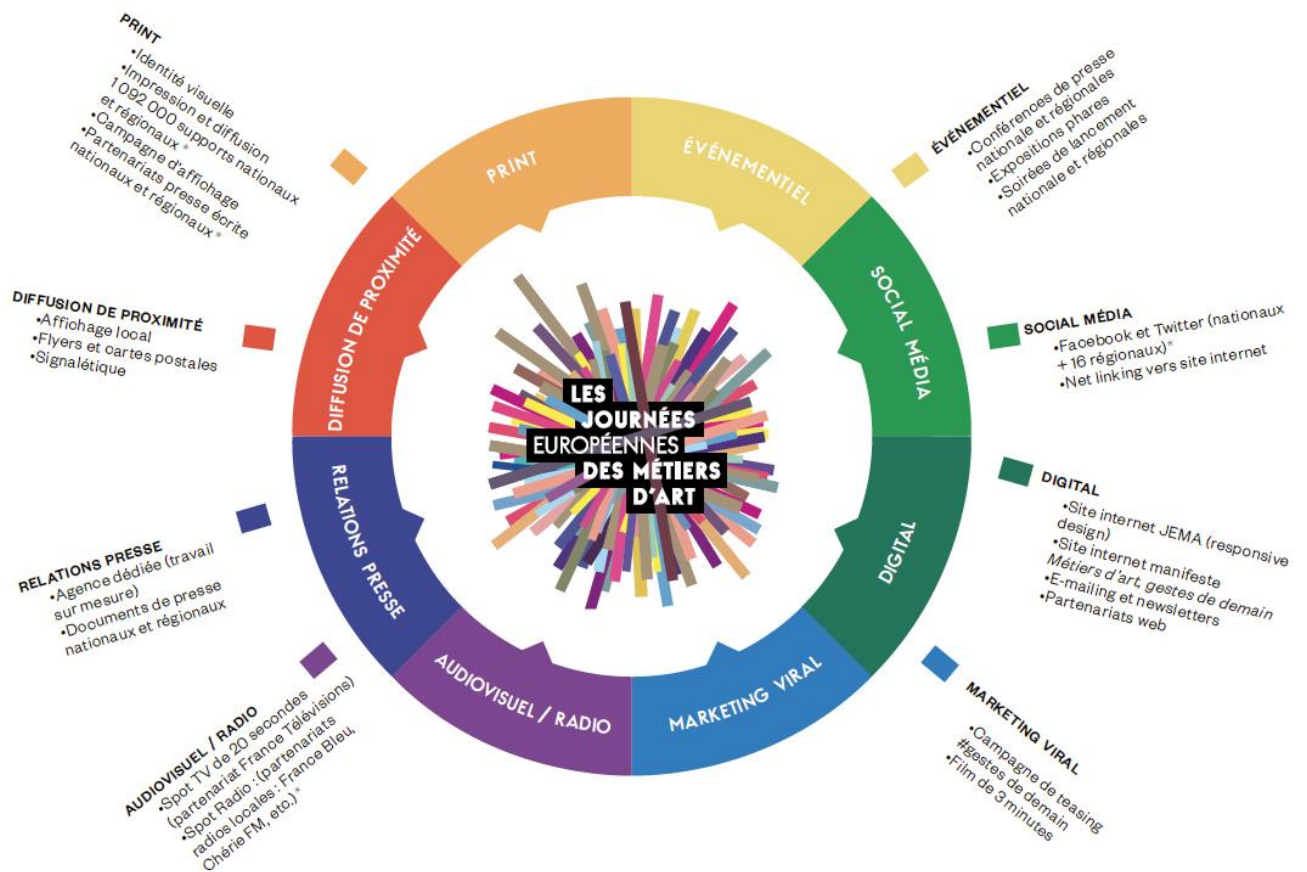 PRINT
•Identité visuelle
•Impression et diffusion
1 092 000 supports nationaux
et régionaux *
•Campagne d'affichage
•Partenariats presse écrite
nationaux et régionaux *
ÉVÉNEMENTIEL
•Conférences de presse
nationale et régionales
•Expositions phares
•Soirées de lancement
nationale et régionales
PRINT
ÉVÉNEMENTIEL
DIFFUSION DE PROXIMITÉ
SOCIAL MÉDIA
DIFFUSION DE PROXIMITÉ
•Affichage local
•Flyers et cartes postales
•Signalétique
SOCIAL MÉDIA
•Facebook et Twitter (nationaux
+ 16 régionaux)*
•Net linking vers site internet
LES
JOURNÉES
EUROPÉENNES
DES MÉTIERS
D'ART
RELATIONS PRESSE
DIGITAL
RELATIONS PRESSE
•Agence dédiée (travail
sur mesure)
•Documents de presse
nationaux et régionaux
DIGITAL
•Site internet JEMA (responsive
design)
•Site internet manifeste
Métiers d'art, gestes de demain
•E-mailing et newsletters
•Partenariats web
AUDIOVISUEL / RADIO
MARKETING VIRAL
AUDIOVISUEL / RADIO
•Spot TV de 20 secondes
(partenariat France Télévisions)
•Spot Radio : (partenariats
radios locales : France Bleu,
Chérie FM, etc.)*
MARKETING VIRAL
•Campagne de teasing
#gestes de demain
•Film de 3 minutes